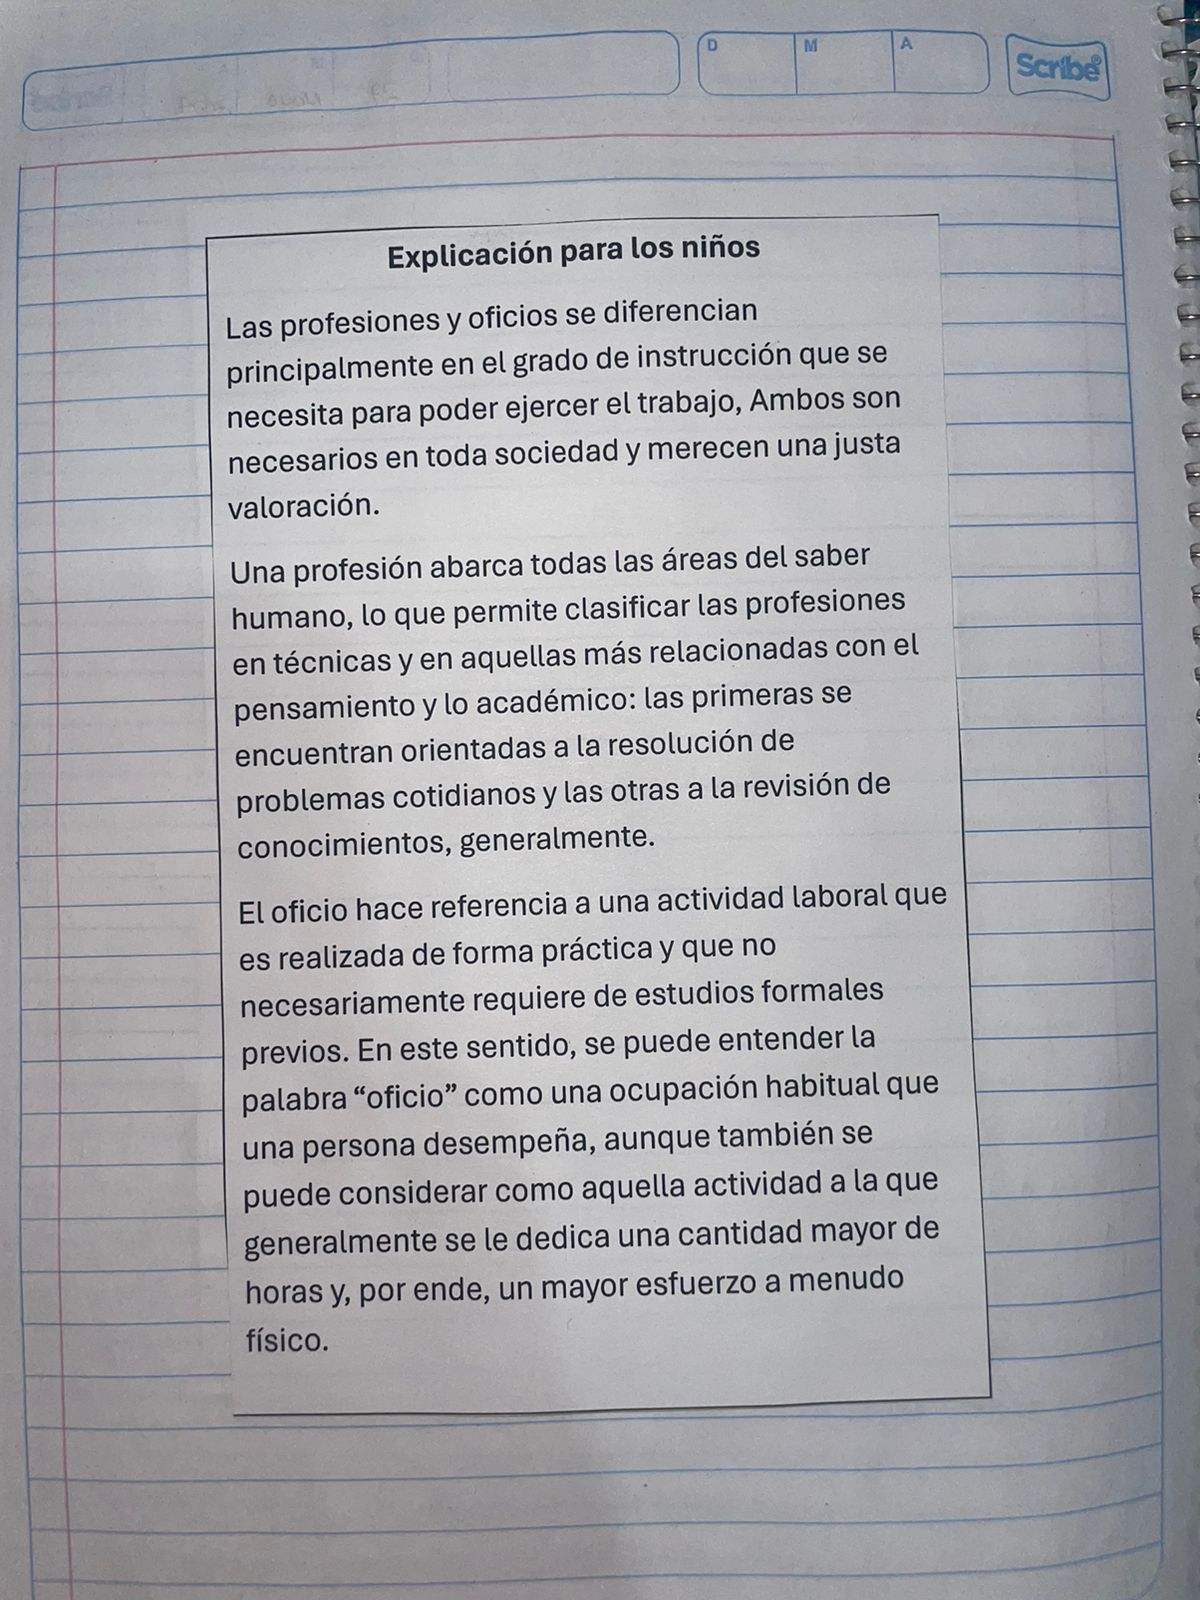 D M A
Scribe
Explicación para los niños
Las profesiones y oficios se diferencian
principalmente en el grado de instrucción que se
necesita para poder ejercer el trabajo, Ambos son
necesarios en toda sociedad y merecen una justa
valoración.
Una profesión abarca todas las áreas del saber
humano, lo que permite clasificar las profesiones
en técnicas y en aquellas más relacionadas con el
pensamiento y lo académico: las primeras se
encuentran orientadas a la resolución de
problemas cotidianos y las otras a la revisión de
conocimientos, generalmente.
El oficio hace referencia a una actividad laboral que
es realizada de forma práctica y que no
necesariamente requiere de estudios formales
previos. En este sentido, se puede entender la
palabra “oficio” como una ocupación habitual que
una persona desempeña, aunque también se
puede considerar como aquella actividad a la que
generalmente se le dedica una cantidad mayor de
horas y, por ende, un mayor esfuerzo a menudo
físico.